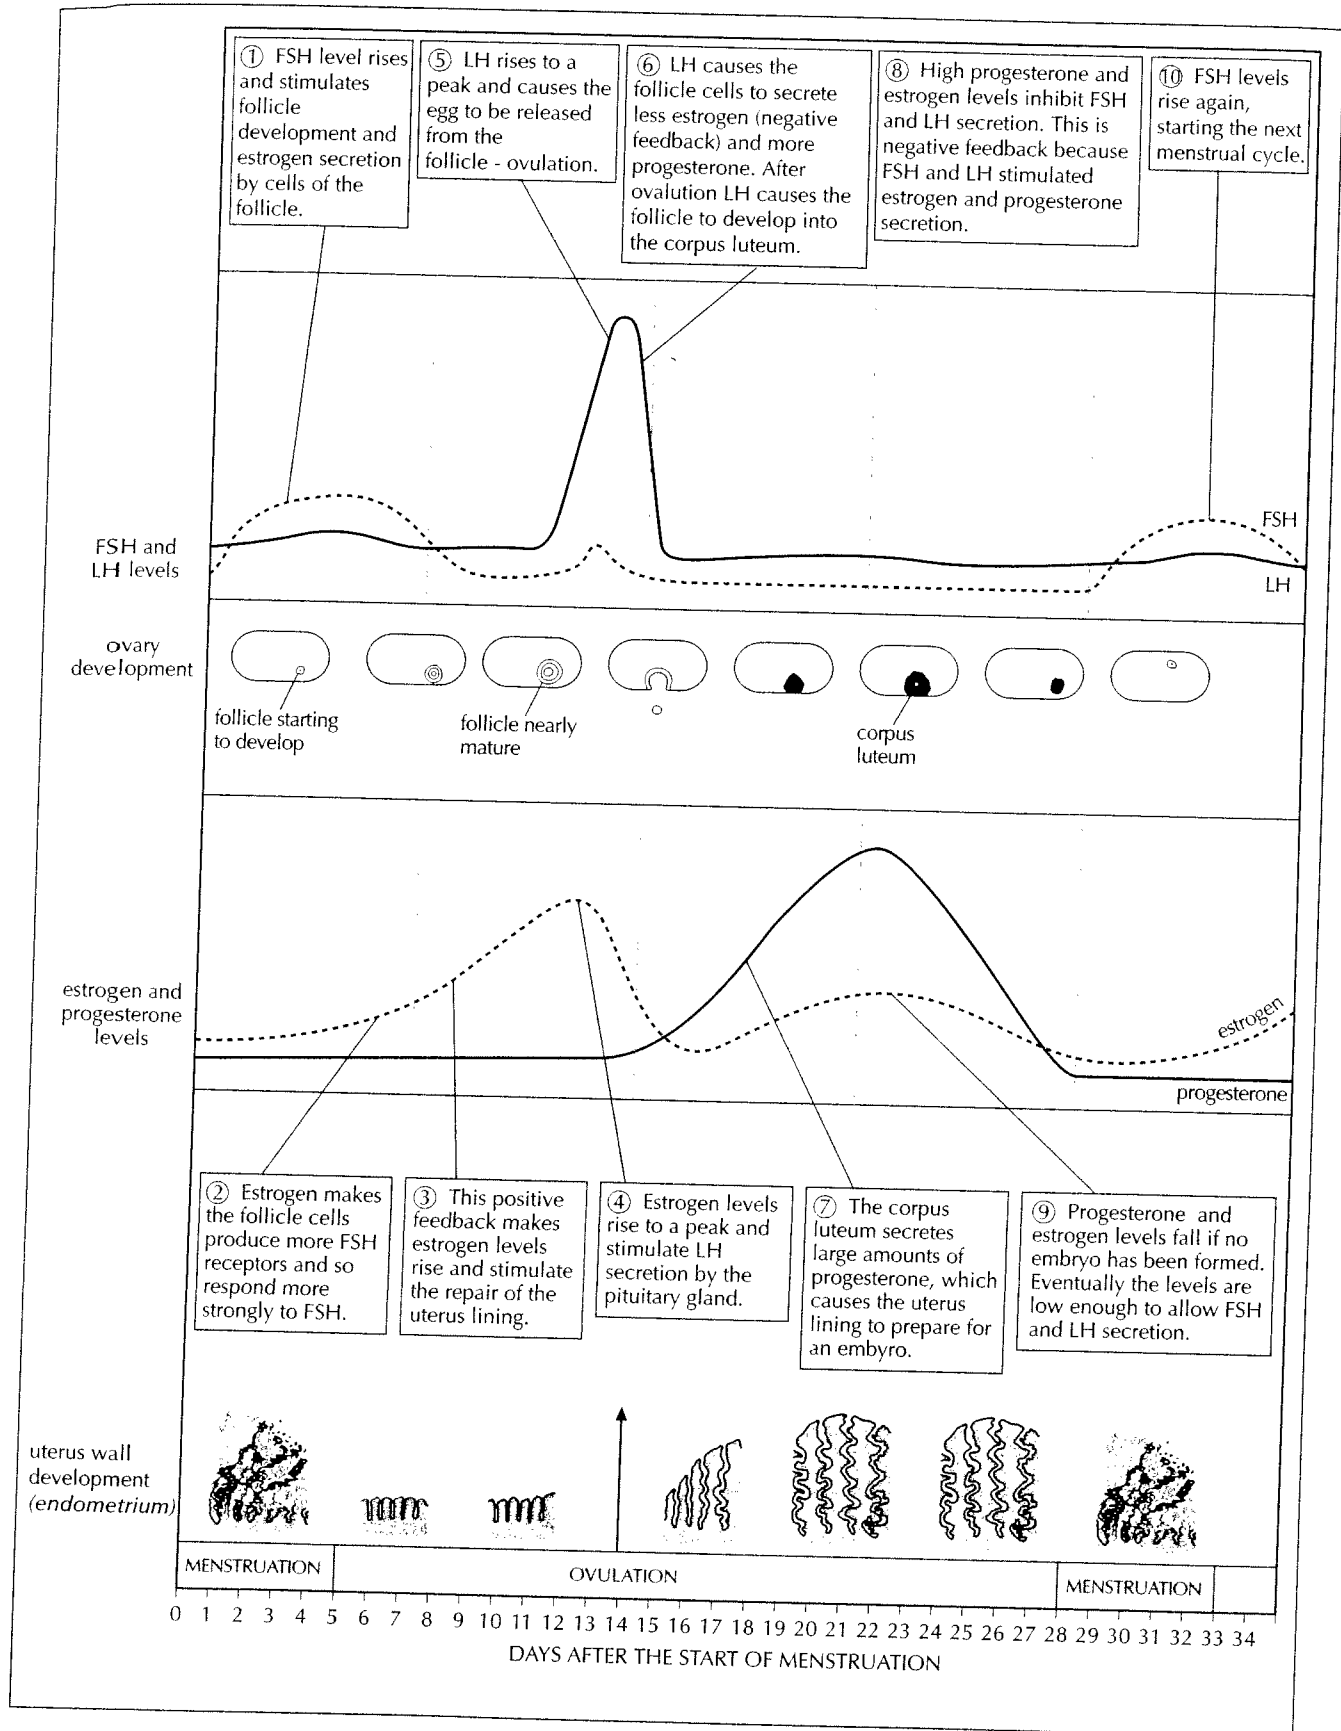 ① FSH level rises
and stimulates
follicle
development and
estrogen secretion
by cells of the
follicle.
⑤ LH rises to a
peak and causes the
egg to be released
from the
follicle - ovulation.
⑥ LH causes the
follicle cells to secrete
less estrogen (negative
feedback) and more
progesterone. After
ovalution LH causes the
follicle to develop into
the corpus luteum.
⑧ High progesterone and
estrogen levels inhibit FSH
and LH secretion. This is
negative feedback because
FSH and LH stimulated
estrogen and progesterone
secretion.
⑩ FSH levels
rise again,
starting the next
menstrual cycle.
FSH and
LH levels
FSH
LH
ovary
development
follicle starting
to develop
follicle nearly
mature
corpus
luteum
estrogen and
progesterone
levels
estrogen
progesterone
② Estrogen makes
the follicle cells
produce more FSH
receptors and so
respond more
strongly to FSH.
③ This positive
feedback makes
estrogen levels
rise and stimulate
the repair of the
uterus lining.
④ Estrogen levels
rise to a peak and
stimulate LH
secretion by the
pituitary gland.
⑦ The corpus
luteum secretes
large amounts of
progesterone, which
causes the uterus
lining to prepare for
an embyro.
⑨ Progesterone and
estrogen levels fall if no
embryo has been formed.
Eventually the levels are
low enough to allow FSH
and LH secretion.
uterus wall
development
(endometrium)
MENSTRUATION
OVULATION
MENSTRUATION
0 1 2 3 4 5 6 7 8 9 10 11 12 13 14 15 16 17 18 19 20 21 22 23 24 25 26 27 28 29 30 31 32 33 34
DAYS AFTER THE START OF MENSTRUATION